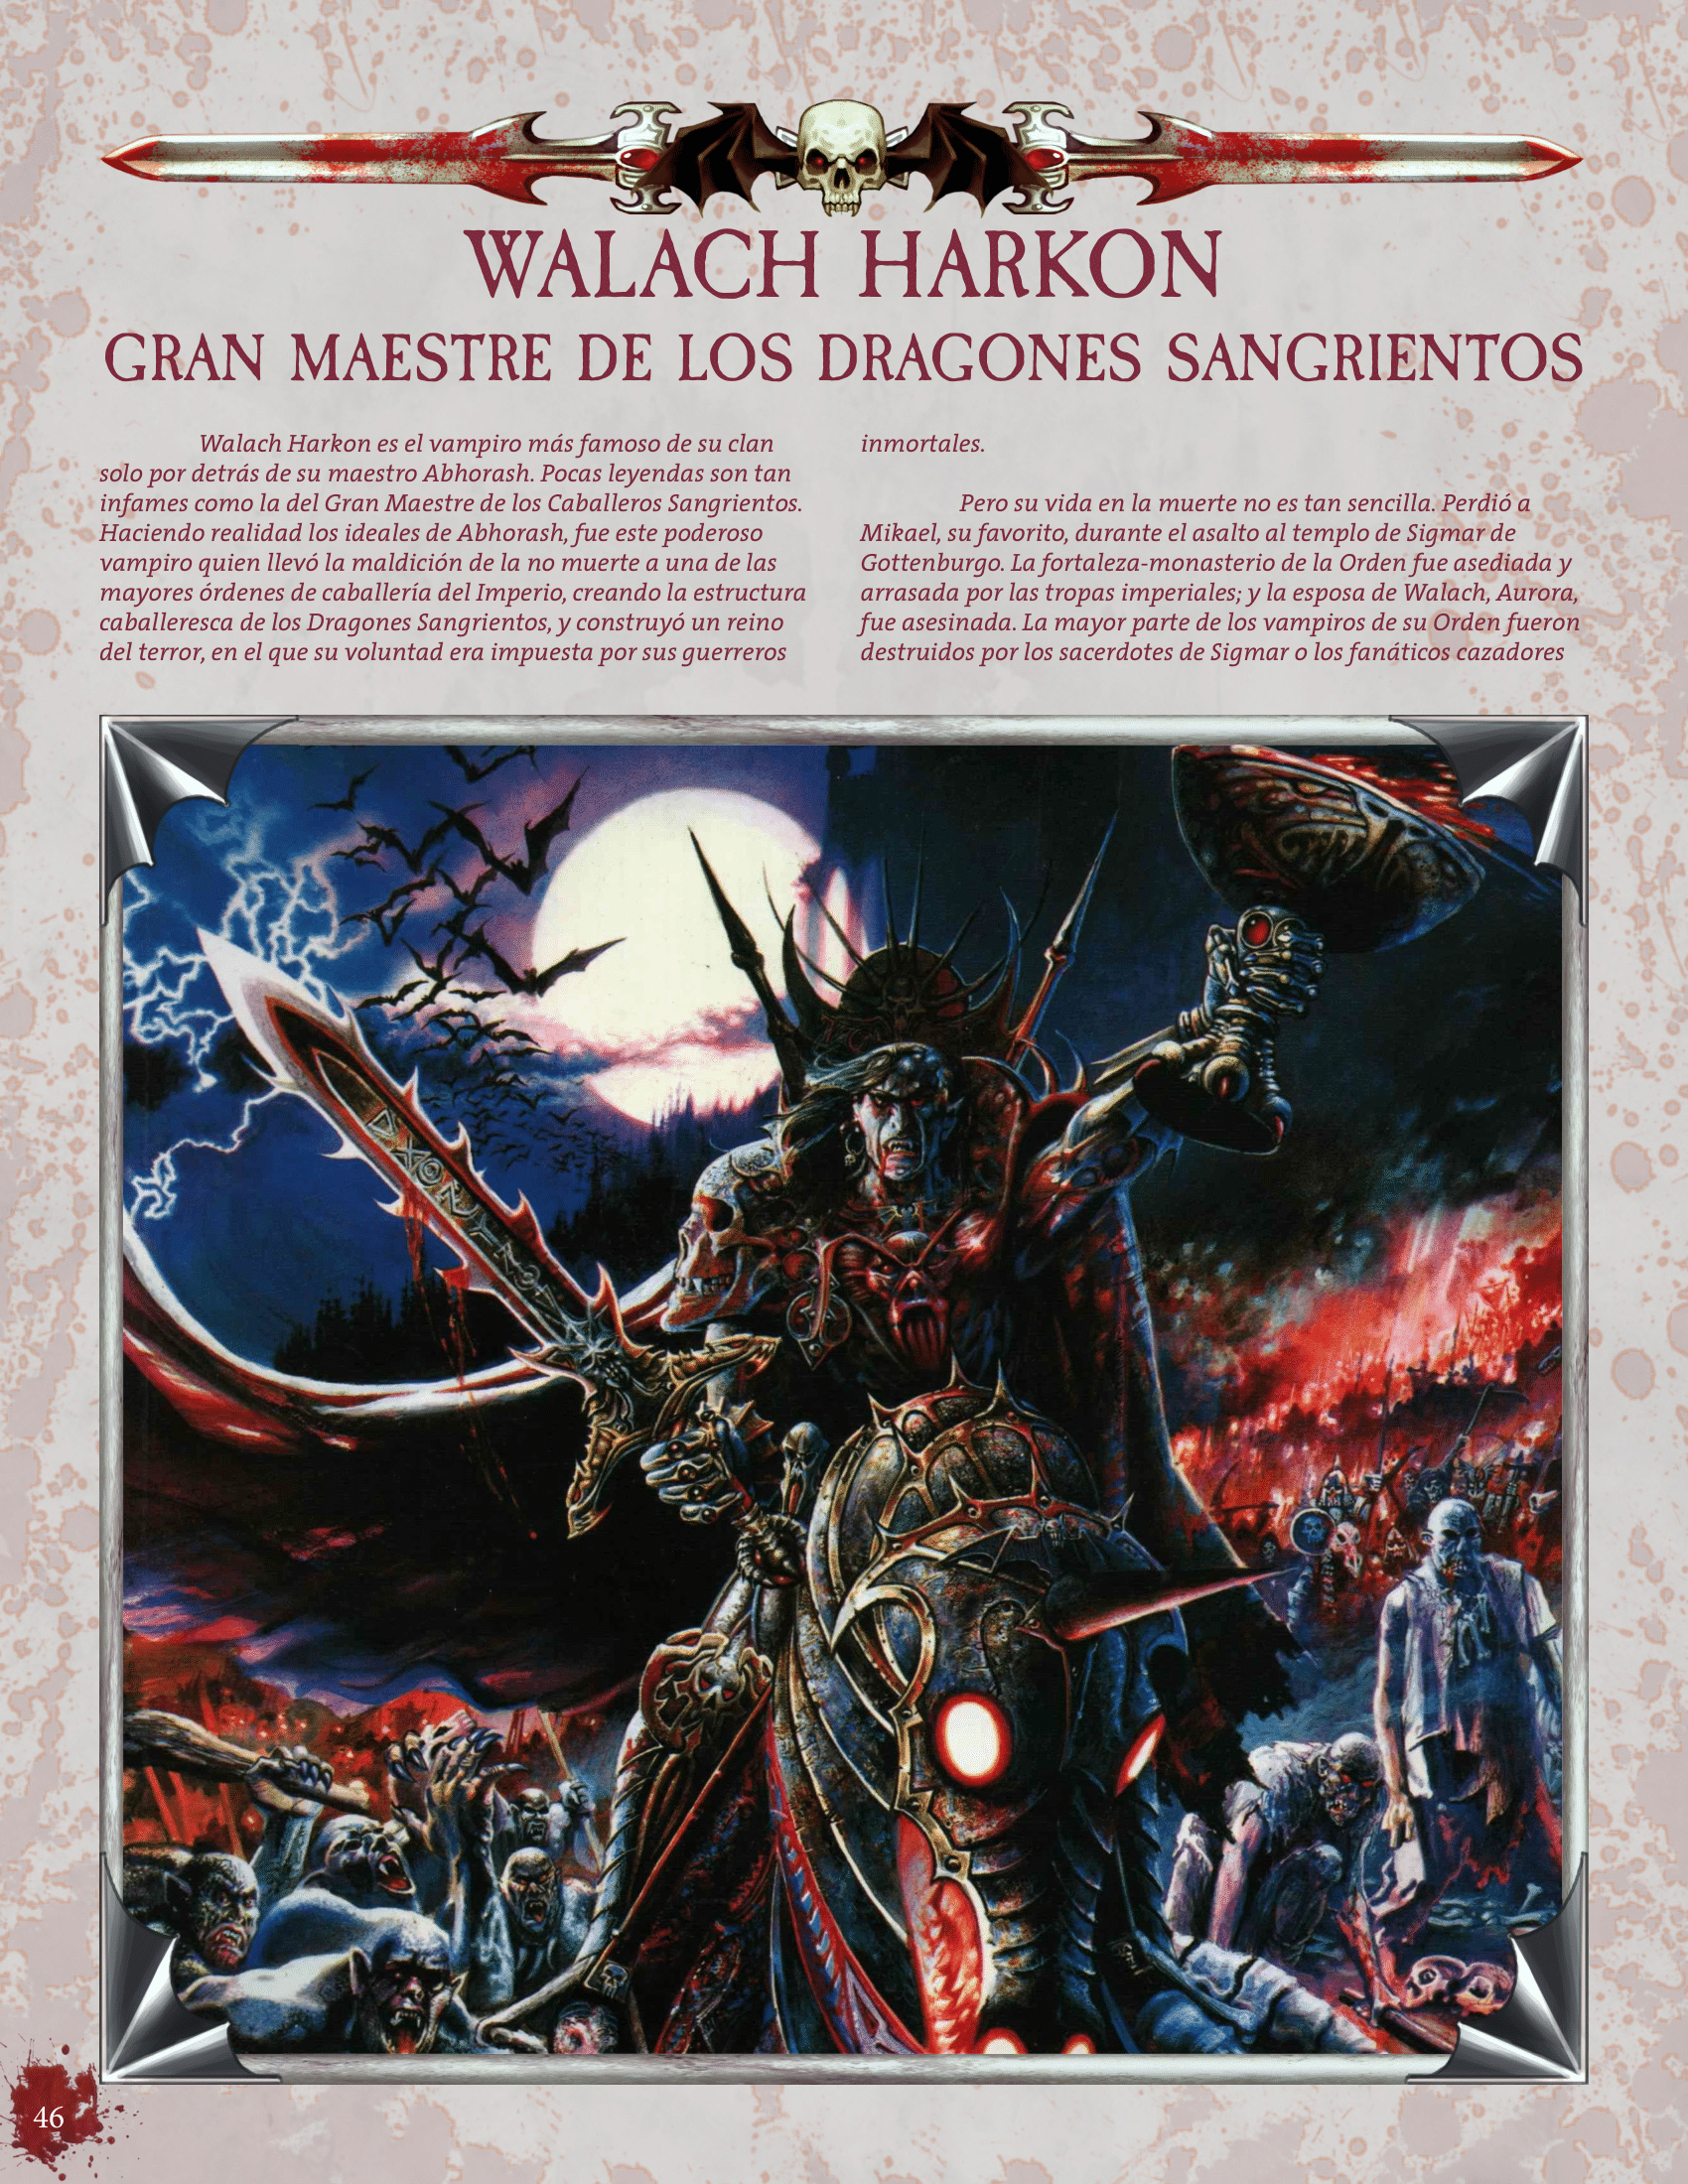 WALACH HARKON
GRAN MAESTRE DE LOS DRAGONES SANGRIENTOS
Walach Harkon es el vampiro más famoso de su clan
solo por detrás de su maestro Abhorash. Pocas leyendas son tan
infames como la del Gran Maestre de los Caballeros Sangrientos.
Haciendo realidad los ideales de Abhorash, fue este poderoso
vampiro quien llevó la maldición de la no muerte a una de las
mayores órdenes de caballería del Imperio, creando la estructura
caballeresca de los Dragones Sangrientos, y construyó un reino
del terror, en el que su voluntad era impuesta por sus guerreros
inmortales.
Pero su vida en la muerte no es tan sencilla. Perdió a
Mikael, su favorito, durante el asalto al templo de Sigmar de
Gottenburgo. La fortaleza-monasterio de la Orden fue asediada y
arrasada por las tropas imperiales; y la esposa de Walach, Aurora,
fue asesinada. La mayor parte de los vampiros de su Orden fueron
destruidos por los sacerdotes de Sigmar o los fanáticos cazadores
46